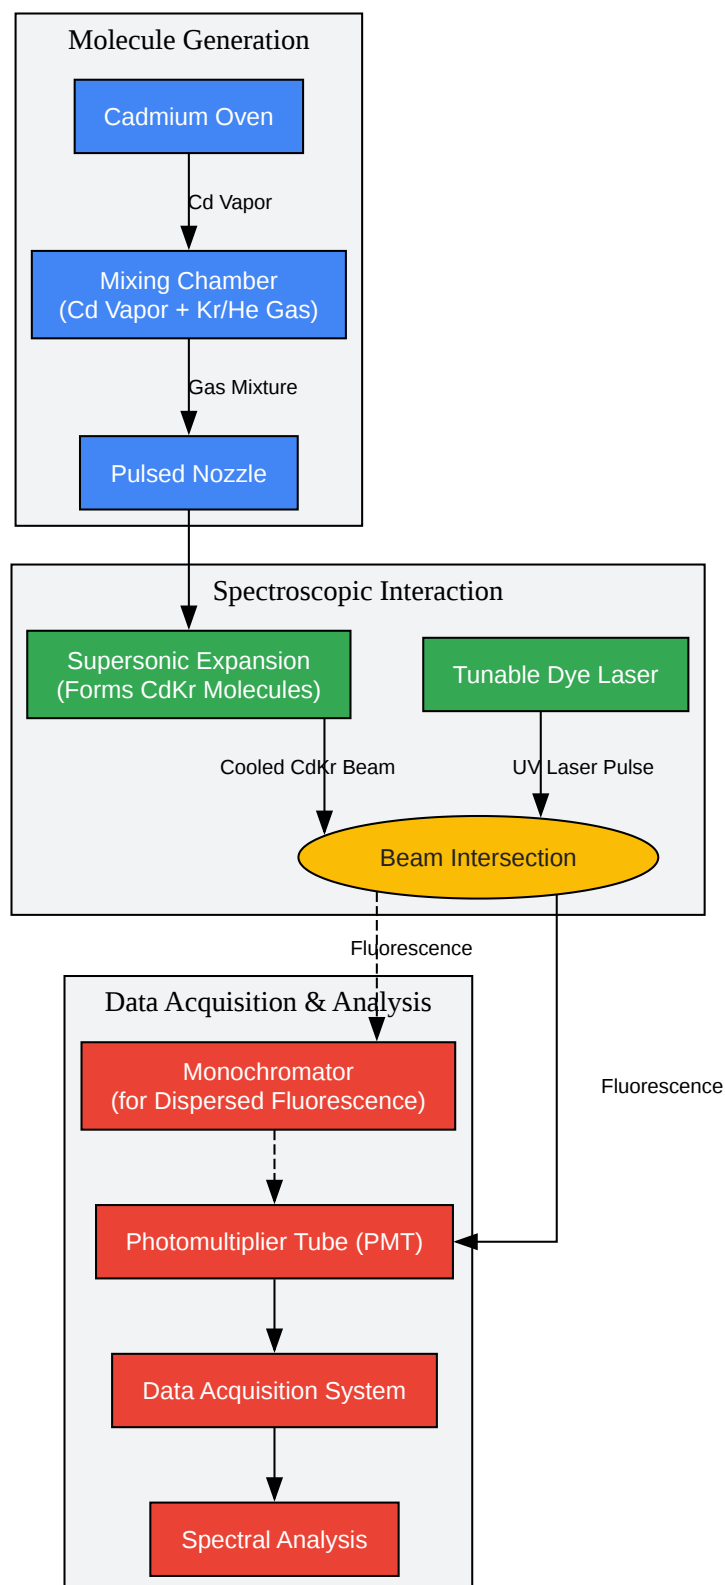 Molecule Generation
Cadmium Oven
Cd Vapor
Mixing Chamber
(Cd Vapor + Kr/He Gas)
Gas Mixture
Pulsed Nozzle
Spectroscopic Interaction
Supersonic Expansion
(Forms CdKr Molecules)
Tunable Dye Laser
Cooled CdKr Beam
UV Laser Pulse
Beam Intersection
Fluorescence
Data Acquisition & Analysis
Monochromator
(for Dispersed Fluorescence)
Fluorescence
Photomultiplier Tube (PMT)
Data Acquisition System
Spectral Analysis